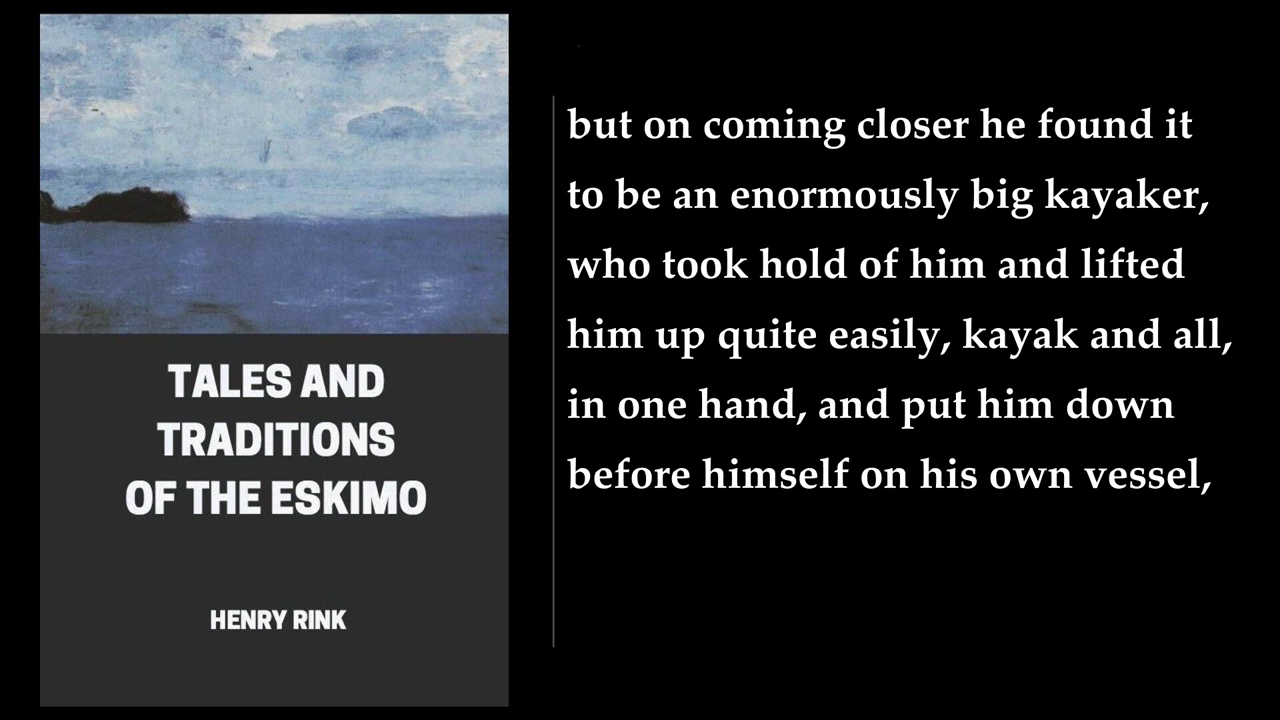 TALES AND
TRADITIONS
OF THE ESKIMO
HENRY RINK
but on coming closer he found it
to be an enormously big kayaker,
who took hold of him and lifted
him up quite easily, kayak and all,
in one hand, and put him down
before himself on his own vessel,